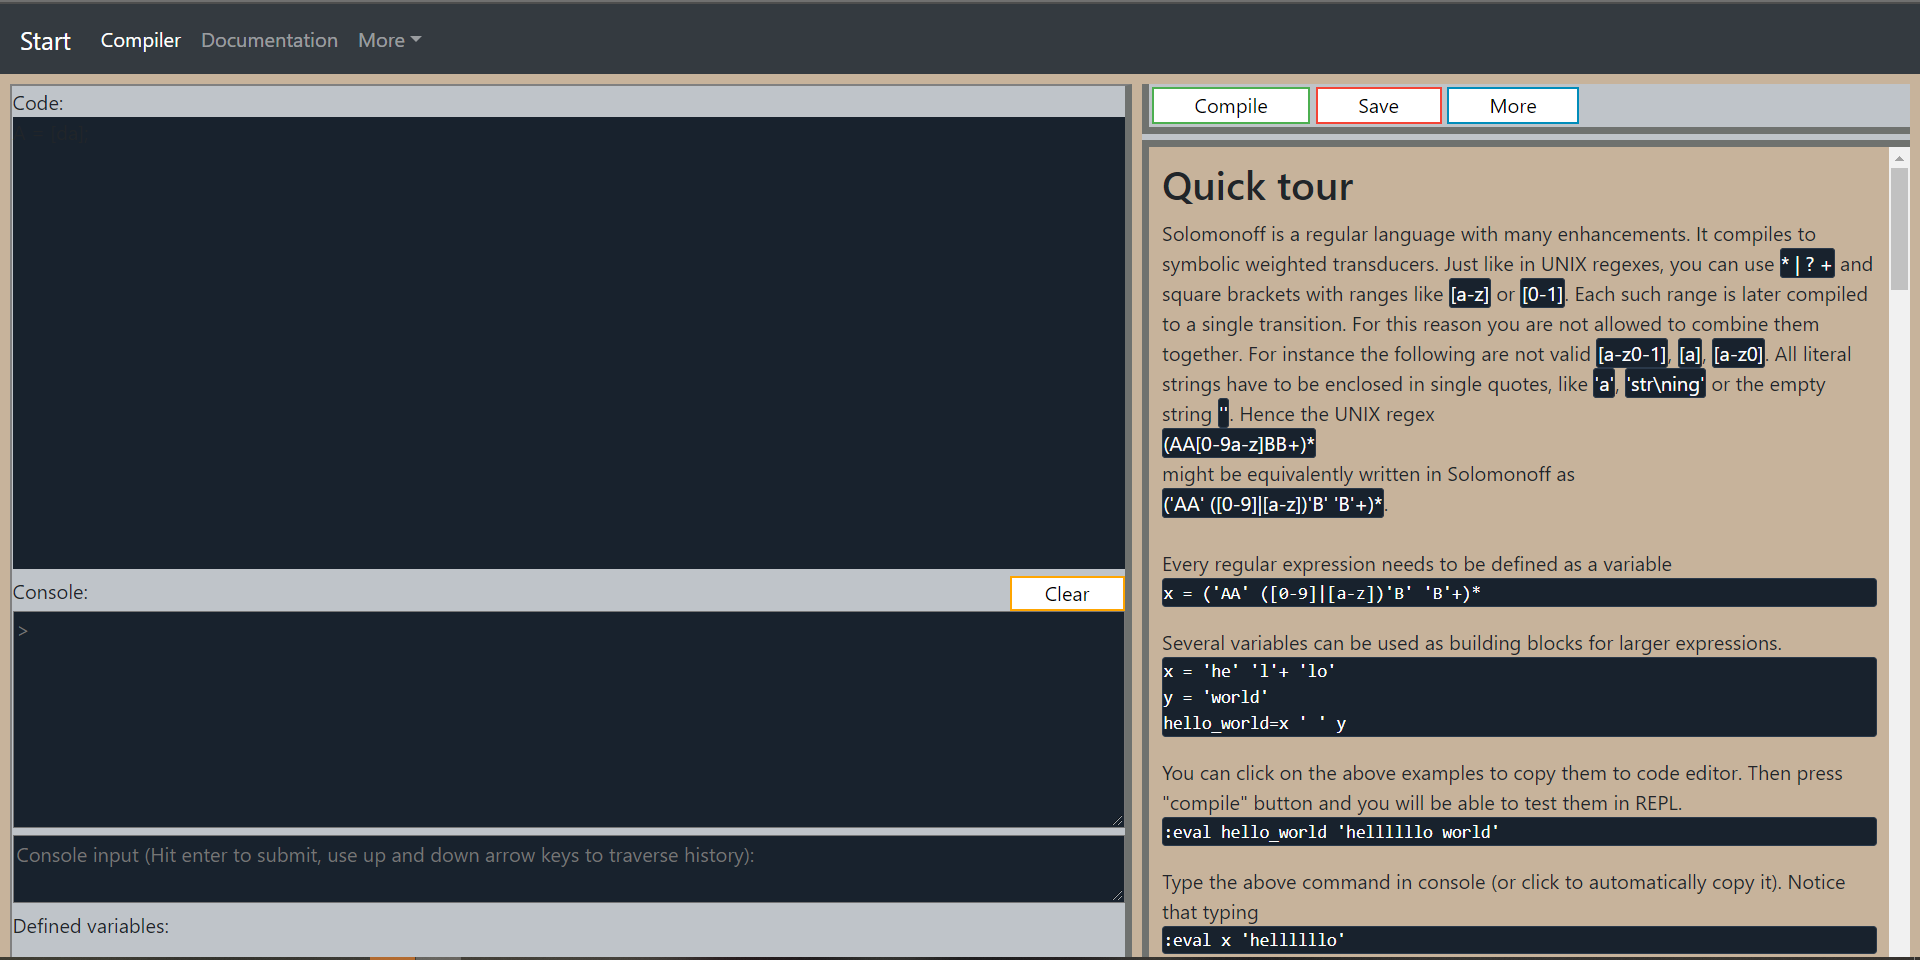 Start Compiler Documentation More
Code:
Compile Save More
Quick tour
Solomonoff is a regular language with many enhancements. It compiles to
symbolic weighted transducers. Just like in UNIX regexes, you can use * | ? + and
square brackets with ranges like [a-z] or [0-1]. Each such range is later compiled
to a single transition. For this reason you are not allowed to combine them
together. For instance the following are not valid [a-z0-1], [a], [a-z0]. All literal
strings have to be enclosed in single quotes, like 'a', 'str\ning' or the empty
string ''. Hence the UNIX regex
(AA[0-9a-z]BB+)*
might be equivalently written in Solomonoff as
('AA' ([0-9]|[a-z])'B' 'B'+)*.
Every regular expression needs to be defined as a variable
x = ('AA' ([0-9]|[a-z])'B' 'B'+)*
Several variables can be used as building blocks for larger expressions.
x = 'he' 'l'+ 'lo'
y = 'world'
hello_world=x ' ' y
You can click on the above examples to copy them to code editor. Then press
"compile" button and you will be able to test them in REPL.
:eval hello_world 'hellllllo world'
Type the above command in console (or click to automatically copy it). Notice
that typing
:eval x 'hellllllo'
Console:
Clear
>
Console input (Hit enter to submit, use up and down arrow keys to traverse history):
Defined variables: